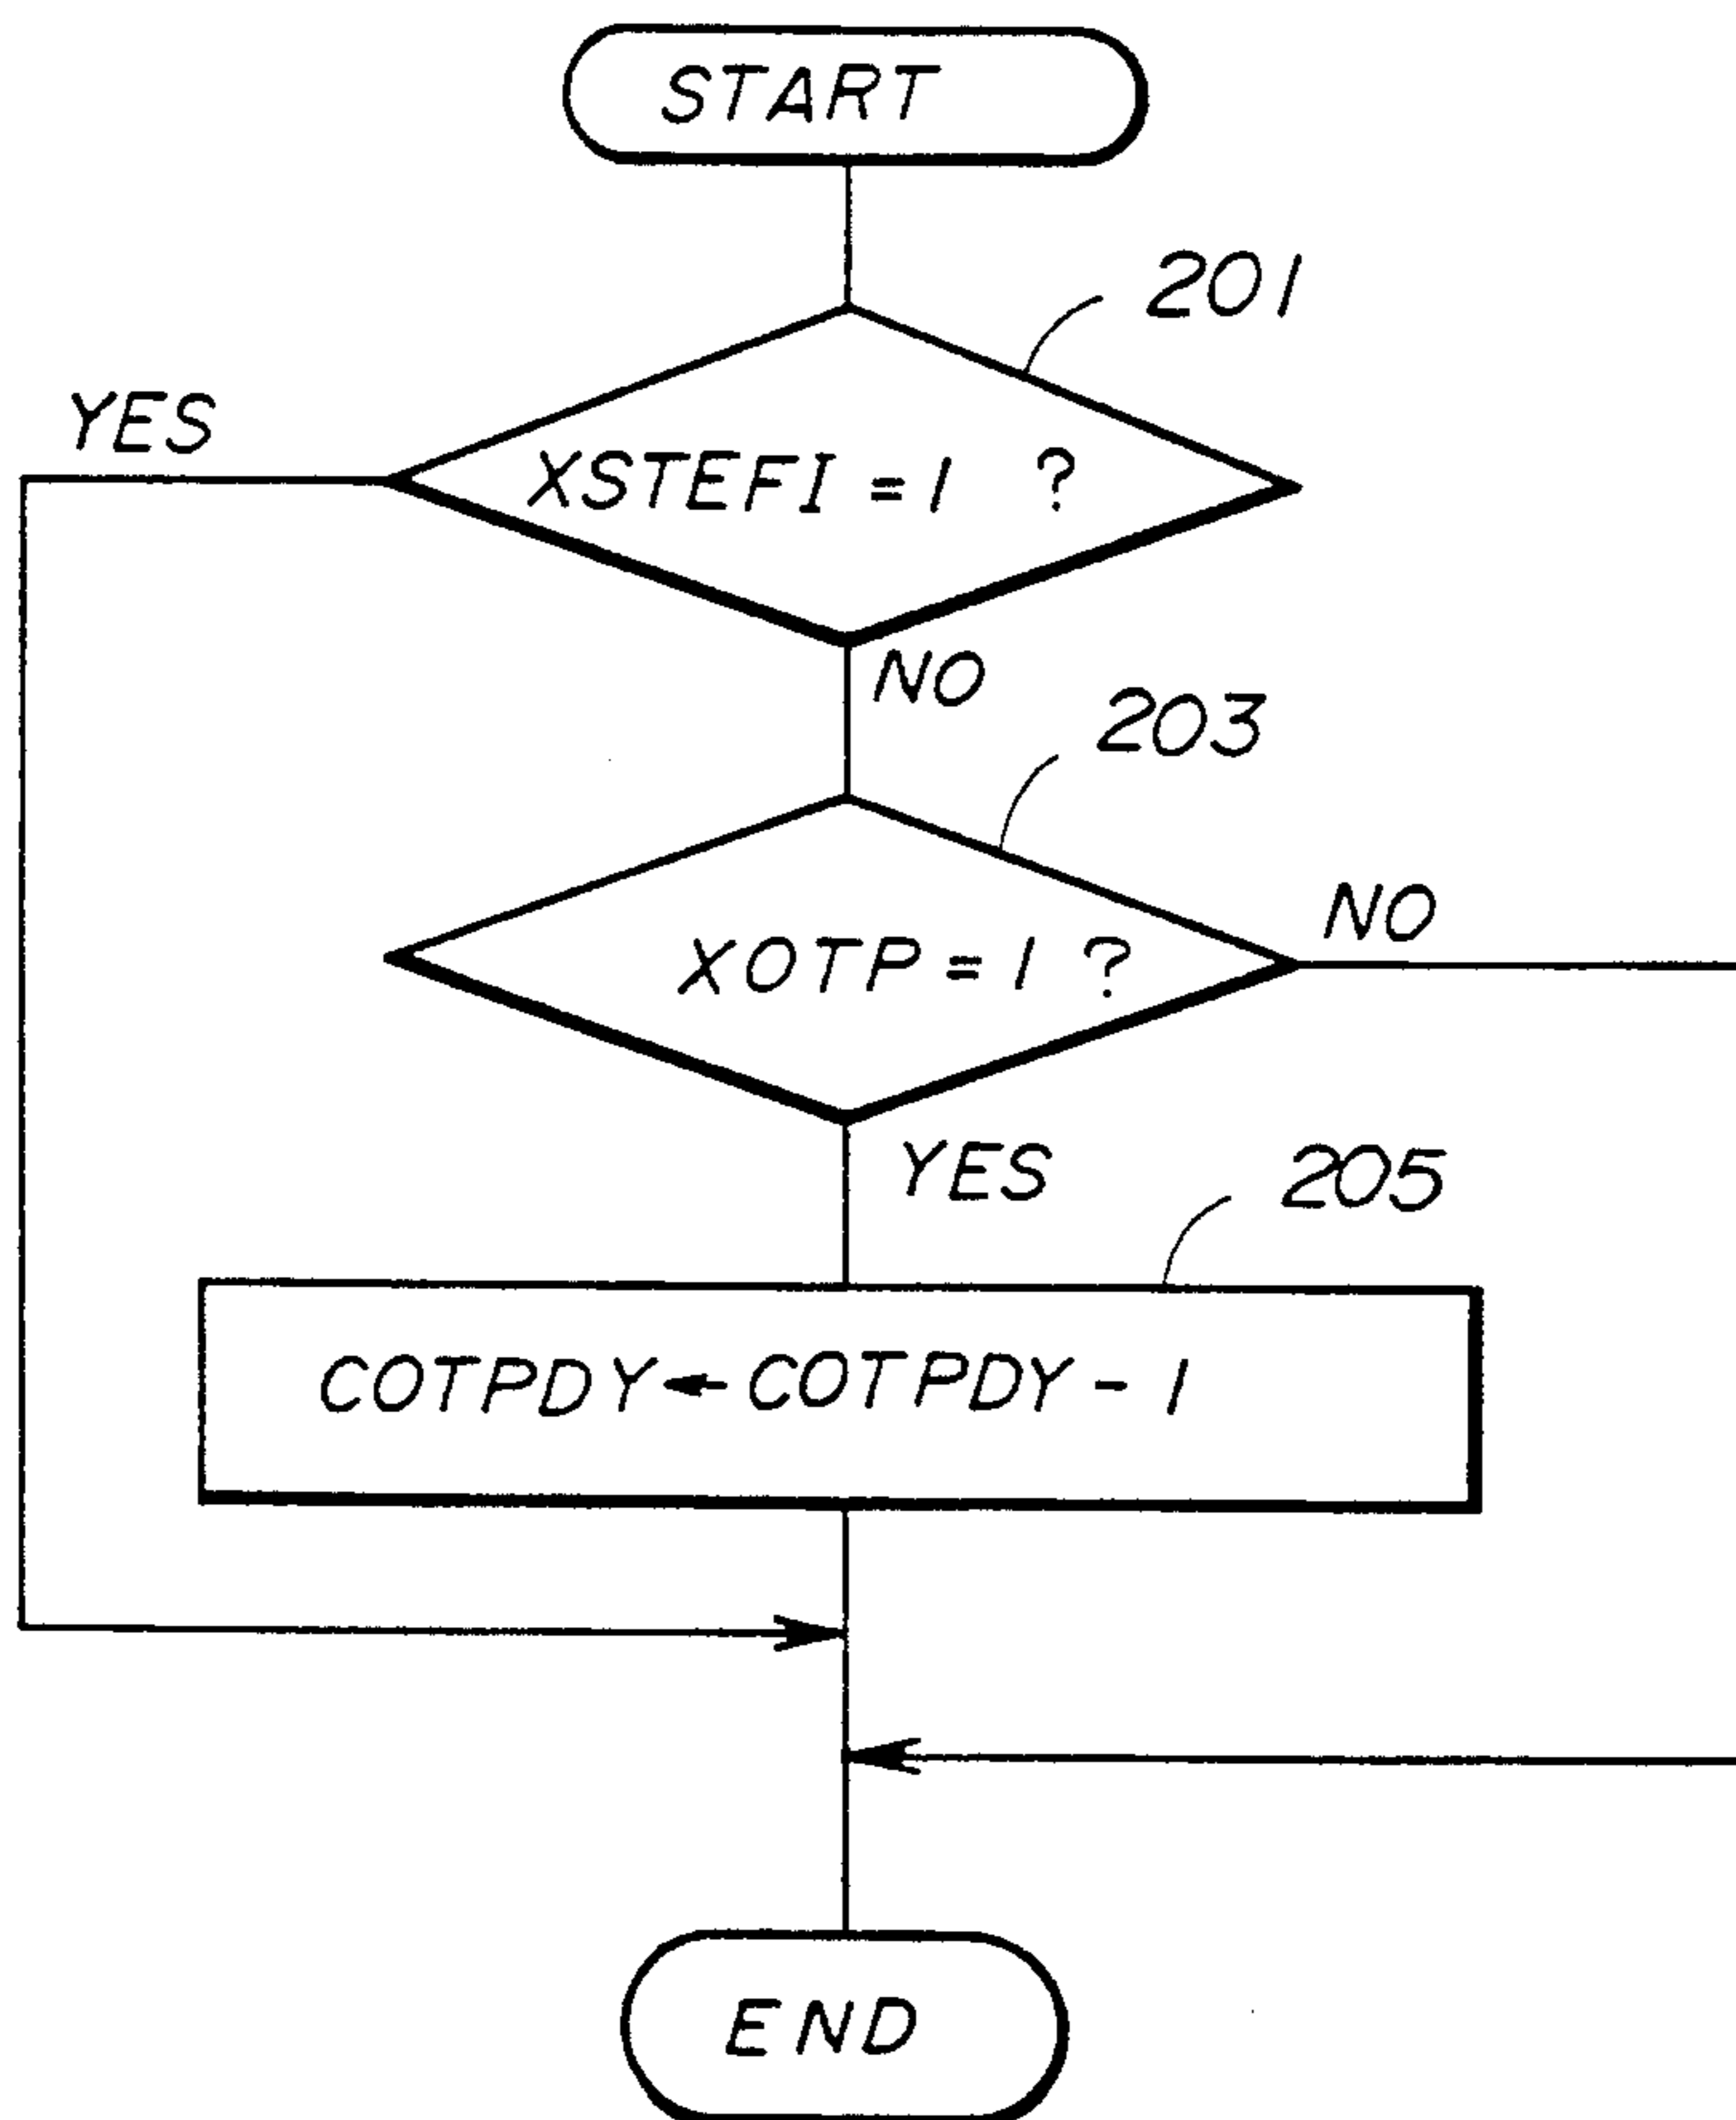 START
201
YES
XSTEFI = 1 ?
NO
203
NO
XOTP = 1 ?
YES
205
COTPDY ← COTPDY - 1
END